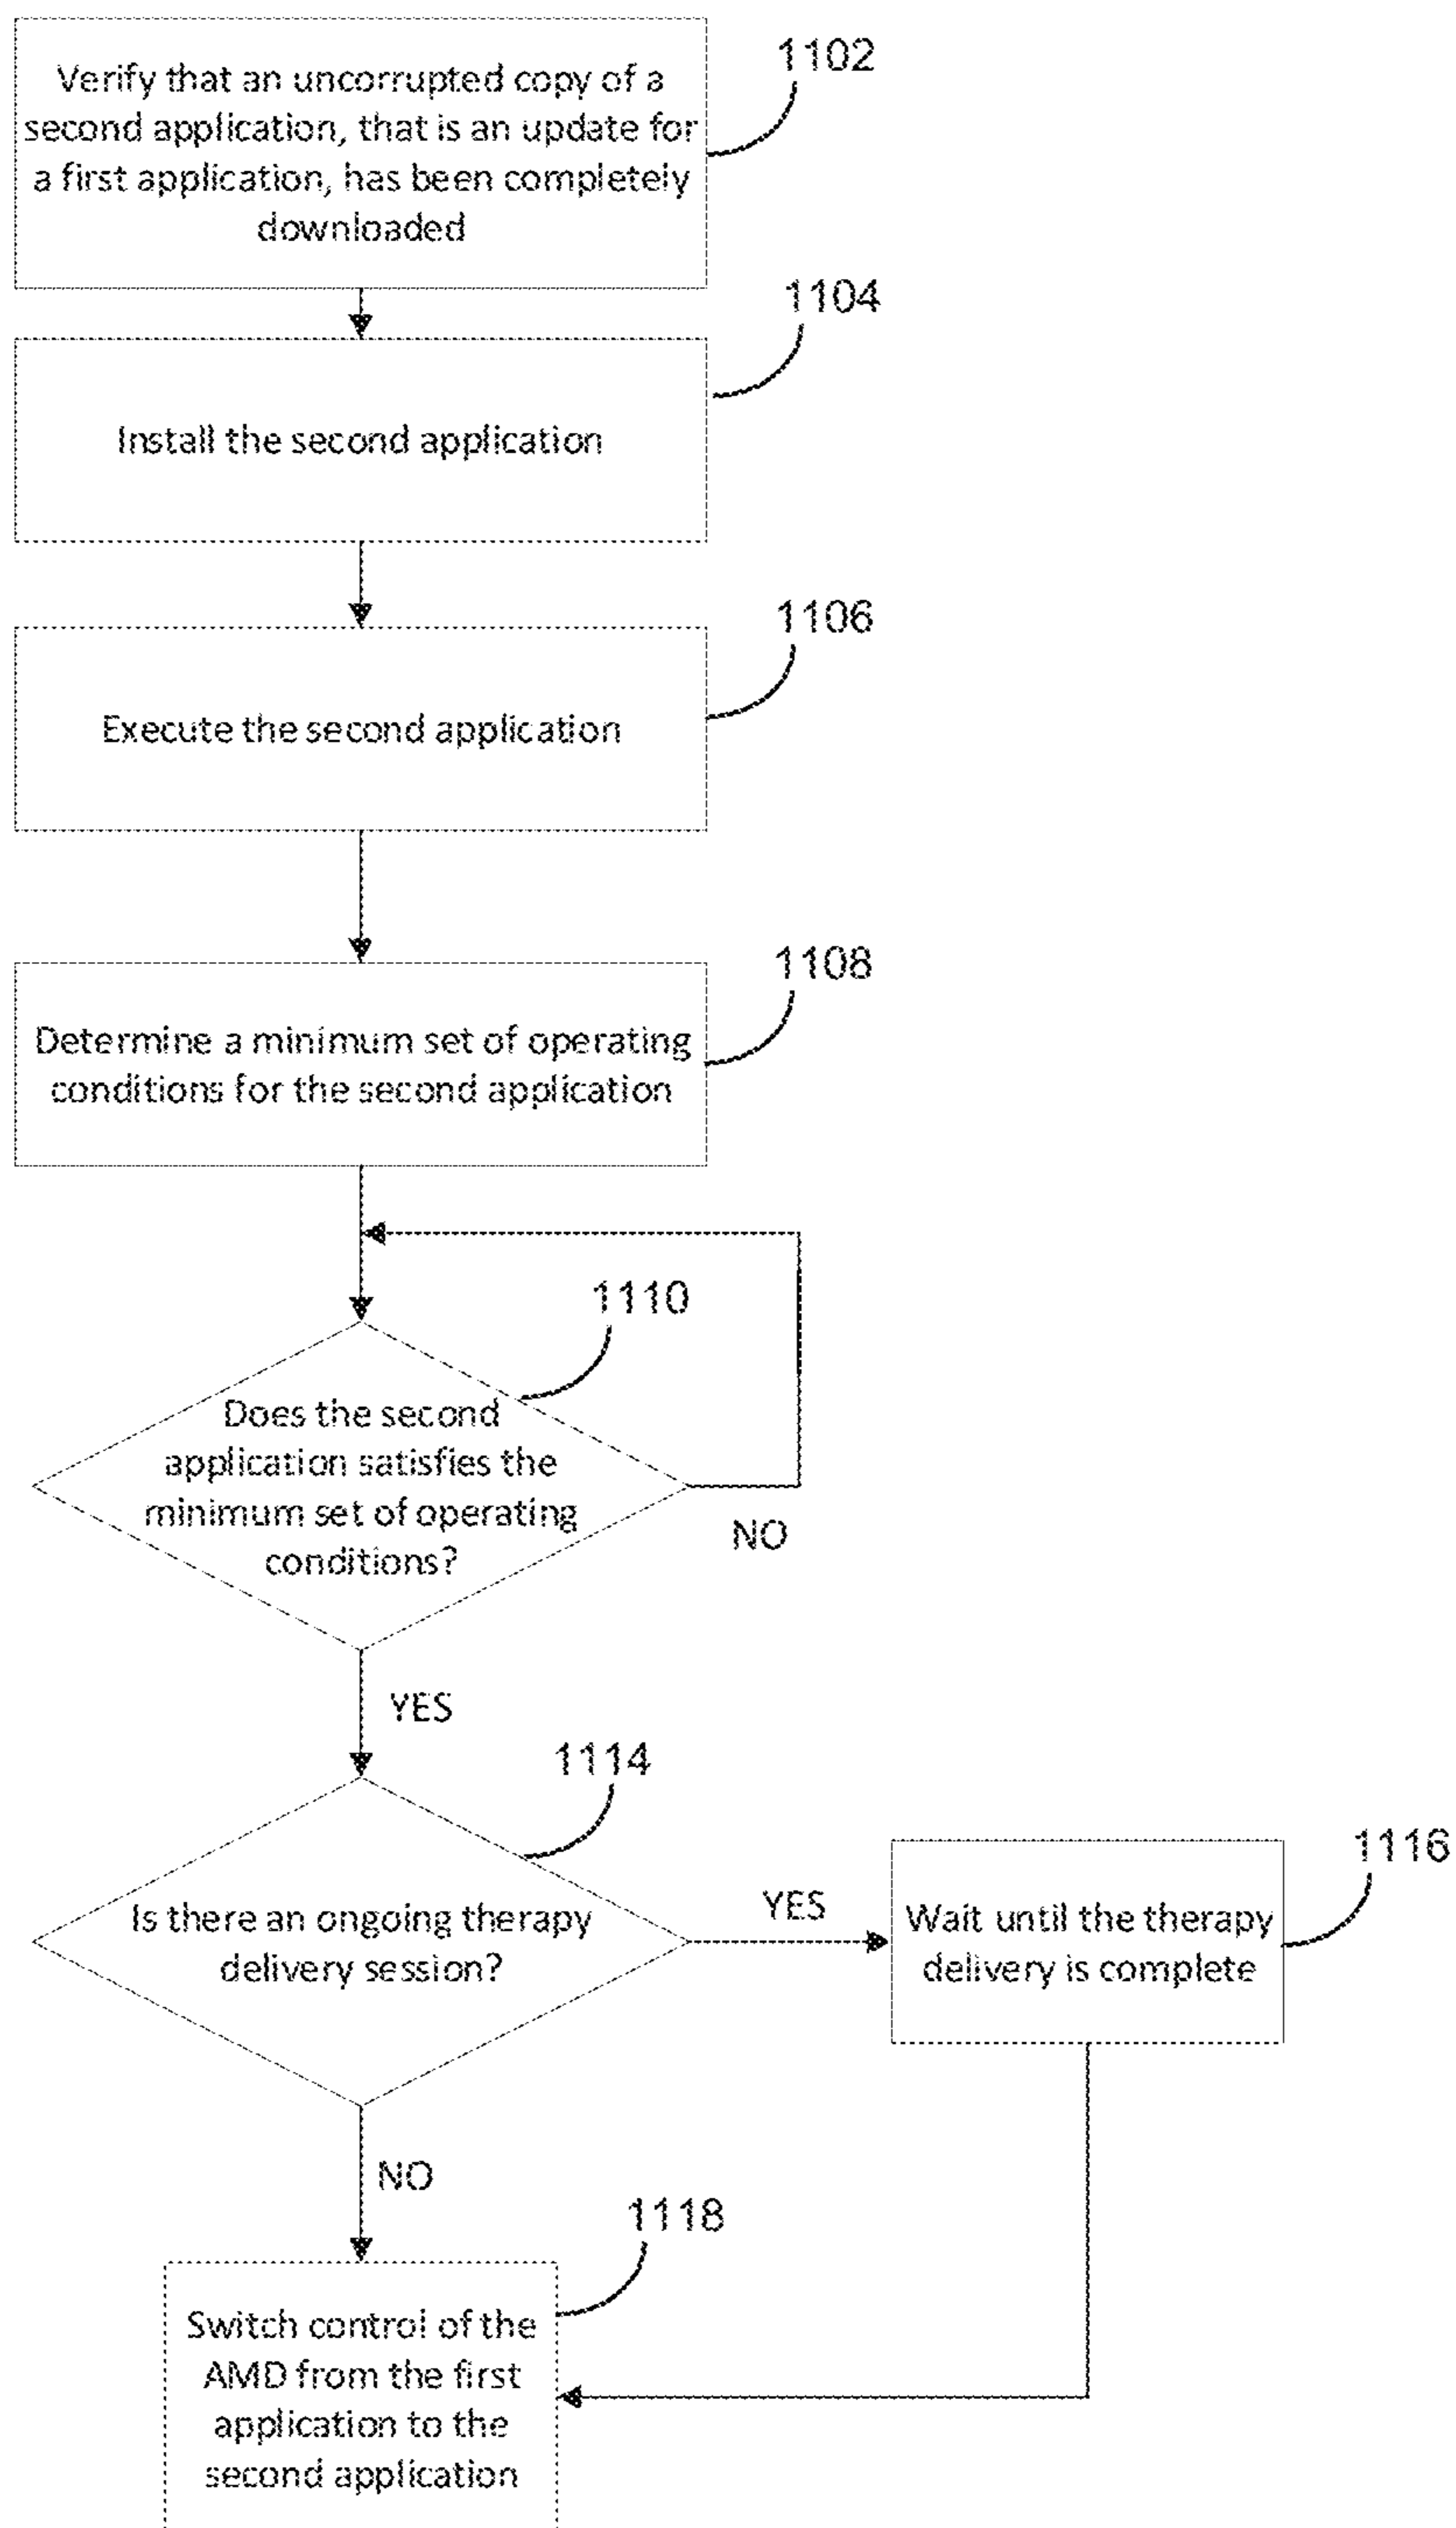 Verify that an uncorrupted copy of a
second application, that is an update for
a first application, has been completely
downloaded
1102
Install the second application
1104
Execute the second application
1106
Determine a minimum set of operating
conditions for the second application
1108
Does the second
application satisfies the
minimum set of operating
conditions?
1110
NO
YES
Is there an ongoing therapy
delivery session?
1114
YES
Wait until the therapy
delivery is complete
1116
NO
Switch control of the
AMD from the first
application to the
second application
1118